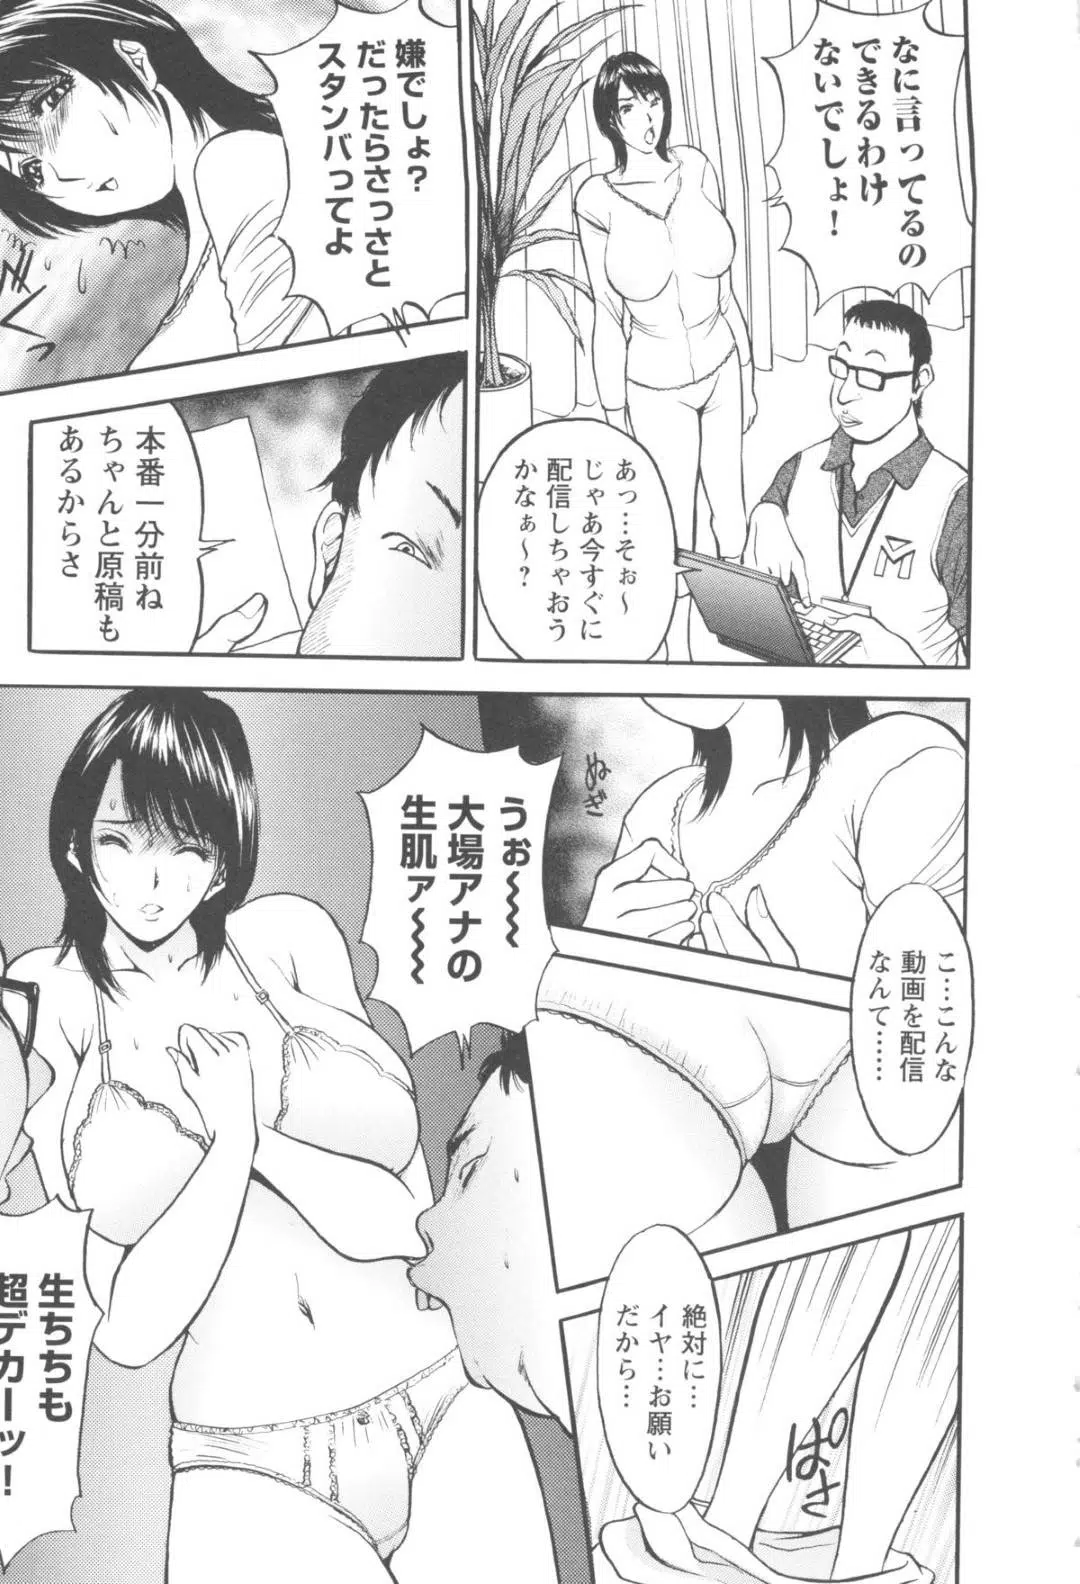 なに言ってるの
できるわけ
ないでしょ！
あっ…そぉ～
じゃあ今すぐに
配信しちゃおう
かなぁ～？
M
嫌でしょ？
だったらさっさと
スタンバってよ
本番一分前ね
ちゃんと原稿も
あるからさ
ぬぎ
こ…こんな
動画を配信
なんて……
絶対に…
イヤ…お願い
だから…
ぱさ
うぉ～～
大場アナの
生肌ァ～～
生ちちも
超デカーッ！